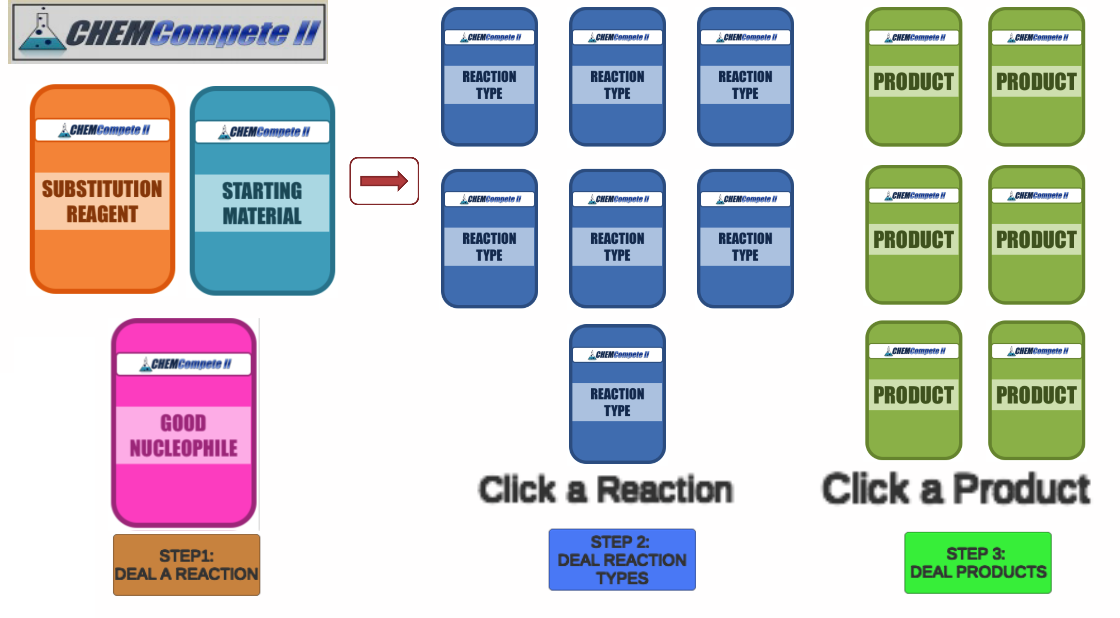 CHEMCompete II
CHEMCompete II
SUBSTITUTION
REAGENT
CHEMCompete II
STARTING
MATERIAL
CHEMCompete II
GOOD
NUCLEOPHILE
STEP1:
DEAL A REACTION
CHEMCompete II
REACTION
TYPE
CHEMCompete II
REACTION
TYPE
CHEMCompete II
REACTION
TYPE
CHEMCompete II
REACTION
TYPE
CHEMCompete II
REACTION
TYPE
CHEMCompete II
REACTION
TYPE
CHEMCompete II
REACTION
TYPE
Click a Reaction
STEP 2:
DEAL REACTION
TYPES
CHEMCompete II
PRODUCT
CHEMCompete II
PRODUCT
CHEMCompete II
PRODUCT
CHEMCompete II
PRODUCT
CHEMCompete II
PRODUCT
CHEMCompete II
PRODUCT
Click a Product
STEP 3:
DEAL PRODUCTS